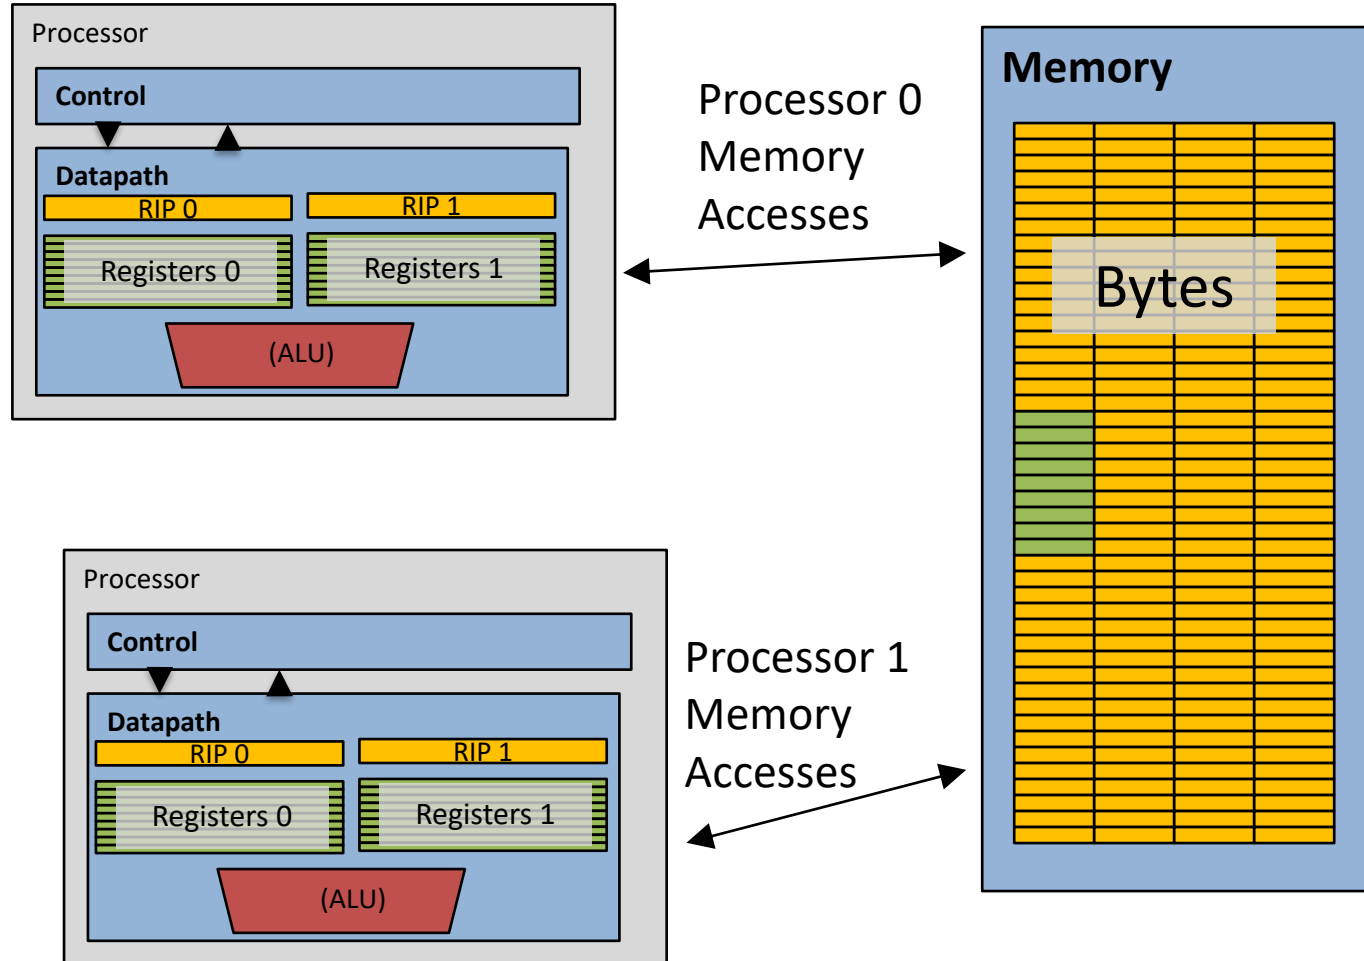 Processor
Control
Datapath
RIP 0
RIP 1
Registers 0
Registers 1
(ALU)
Processor 0
Memory
Accesses
Memory
Bytes
Processor
Control
Datapath
RIP 0
RIP 1
Registers 0
Registers 1
(ALU)
Processor 1
Memory
Accesses